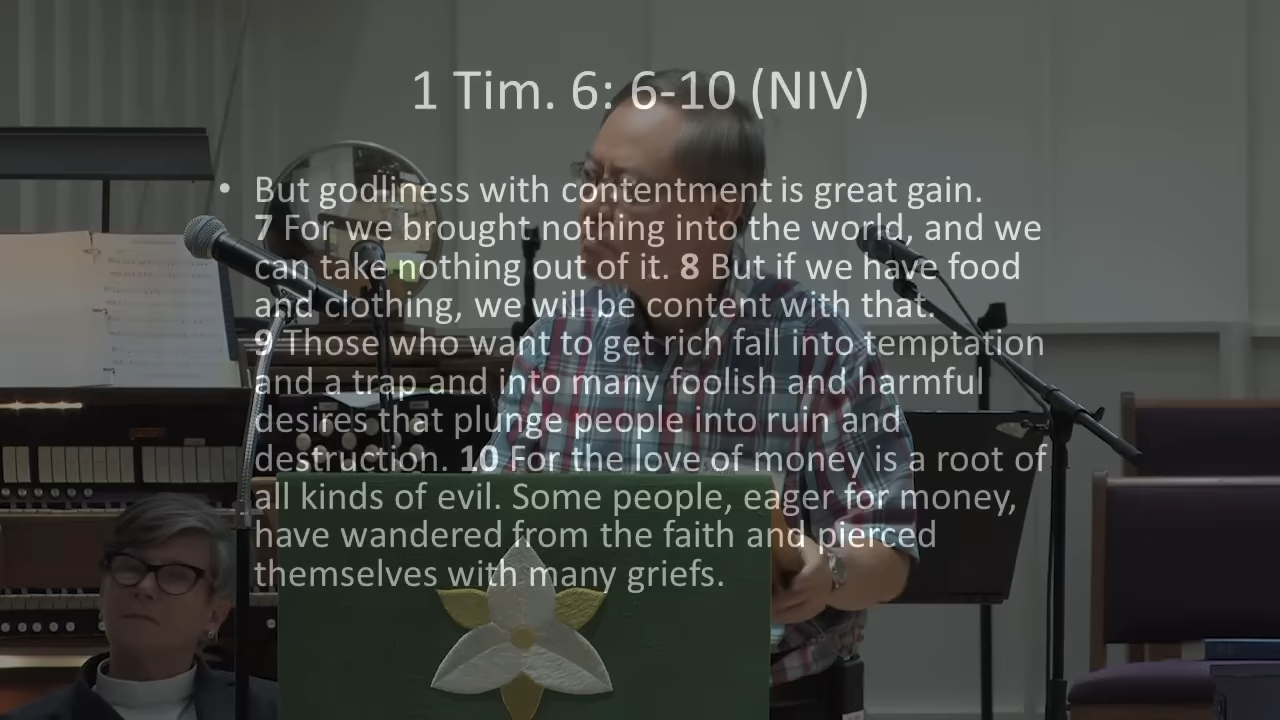 1 Tim. 6: 6-10 (NIV)
• But godliness with contentment is great gain.
7 For we brought nothing into the world, and we
can take nothing out of it. 8 But if we have food
and clothing, we will be content with that.
9 Those who want to get rich fall into temptation
and a trap and into many foolish and harmful
desires that plunge people into ruin and
destruction. 10 For the love of money is a root of
all kinds of evil. Some people, eager for money,
have wandered from the faith and pierced
themselves with many griefs.